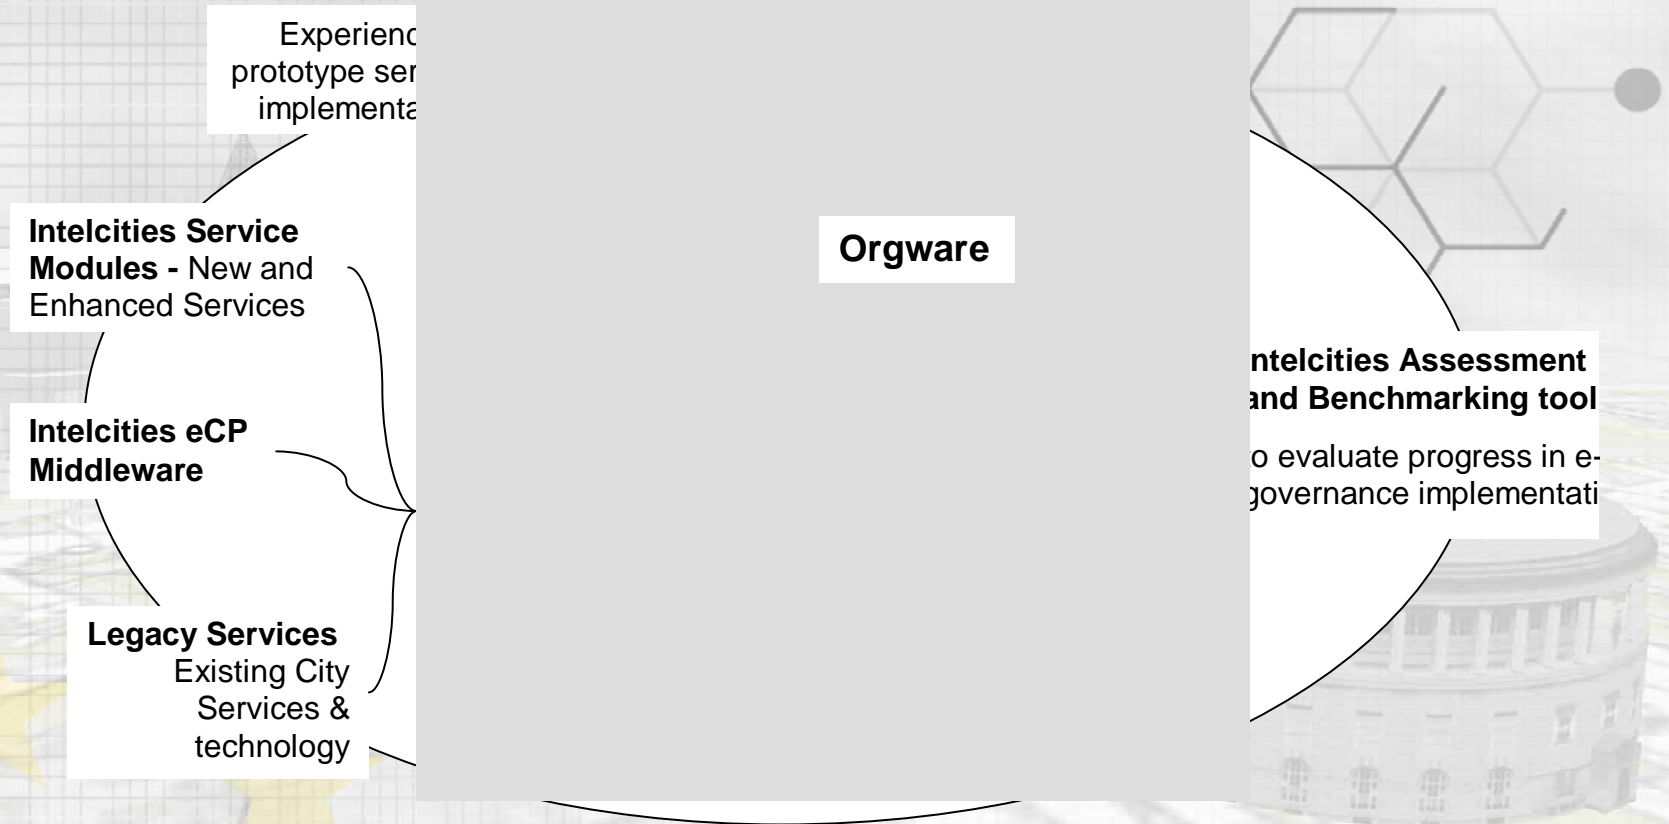 Experienc
prototype ser
implementa
Intelcities Service
Modules - New and
Enhanced Services
Orgware
ntelcities Assessment
and Benchmarking tool
to evaluate progress in e-
governance implementati
Intelcities eCP
Middleware
Legacy Services
Existing City
Services &
technology